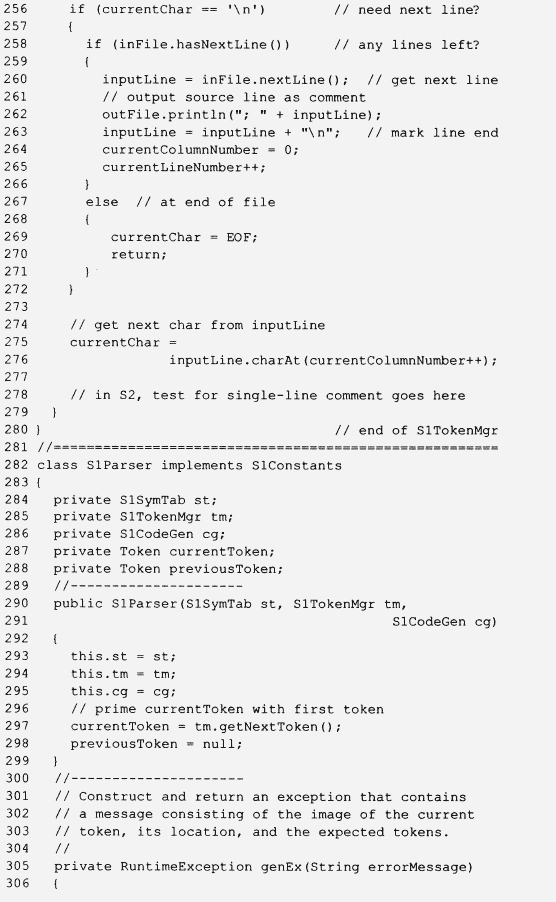 256 if (currentChar == '\n') // need next line?
257 {
258 if (inFile.hasNextLine()) // any lines left?
259 {
260 inputLine = inFile.nextLine(); // get next line
261 // output source line as comment
262 outFile.println("; " + inputLine);
263 inputLine = inputLine + "\n"; // mark line end
264 currentColumnNumber = 0;
265 currentLineNumber++;
266 }
267 else // at end of file
268 {
269 currentChar = EOF;
270 return;
271 }
272 }
273
274 // get next char from inputLine
275 currentChar =
276 inputLine.charAt(currentColumnNumber++);
277
278 // in S2, test for single-line comment goes here
279 }
280 } // end of S1TokenMgr
281 //======================================================
282 class S1Parser implements S1Constants
283 {
284 private S1SymTab st;
285 private S1TokenMgr tm;
286 private S1CodeGen cg;
287 private Token currentToken;
288 private Token previousToken;
289 //---------------------
290 public S1Parser(S1SymTab st, S1TokenMgr tm,
291 S1CodeGen cg)
292 {
293 this.st = st;
294 this.tm = tm;
295 this.cg = cg;
296 // prime currentToken with first token
297 currentToken = tm.getNextToken();
298 previousToken = null;
299 }
300 //---------------------
301 // Construct and return an exception that contains
302 // a message consisting of the image of the current
303 // token, its location, and the expected tokens.
304 //
305 private RuntimeException genEx(String errorMessage)
306 {